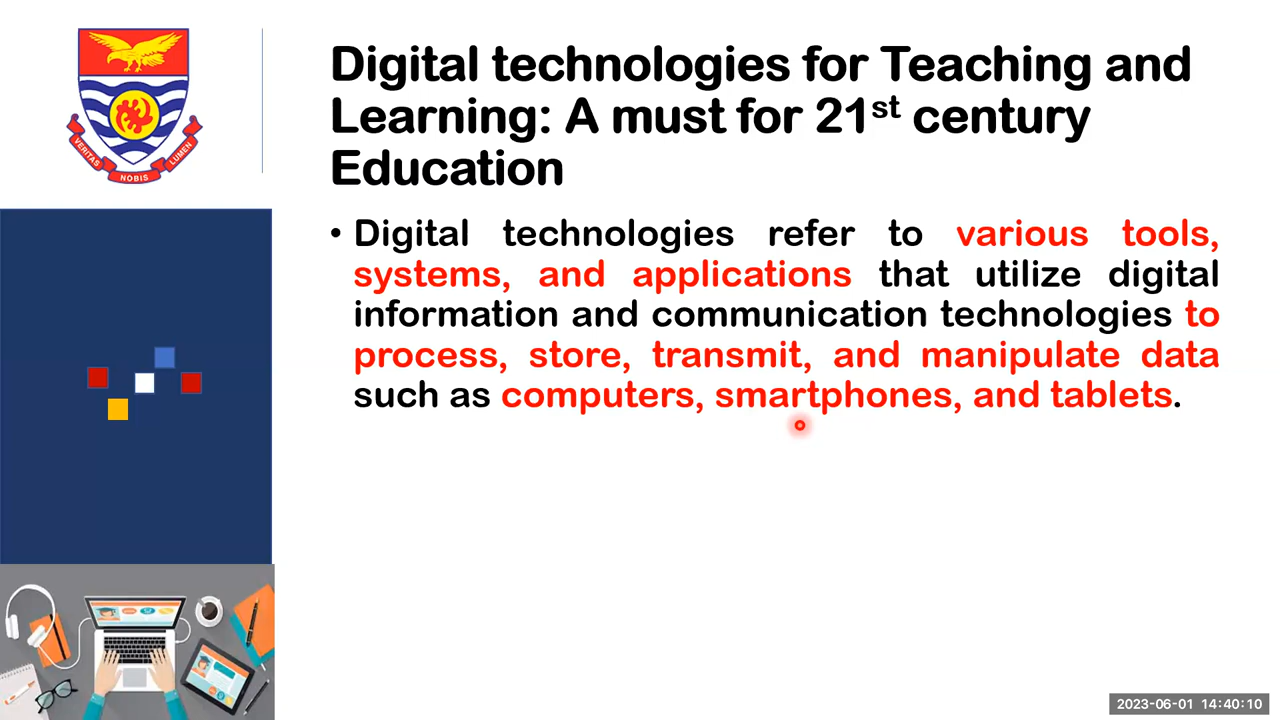 Digital technologies for Teaching and
Learning: A must for 21st century
Education
• Digital technologies refer to various tools,
systems, and applications that utilize digital
information and communication technologies to
process, store, transmit, and manipulate data
such as computers, smartphones, and tablets.
VERITAS NOBIS LUMEN
2023-06-01 14:40:10